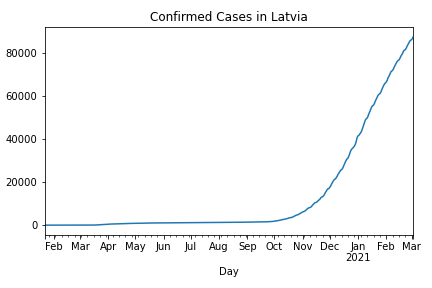 Confirmed Cases in Latvia
80000
60000
40000
20000
0
Feb Mar Apr May Jun Jul Aug Sep Oct Nov Dec Jan Feb Mar
2021
Day